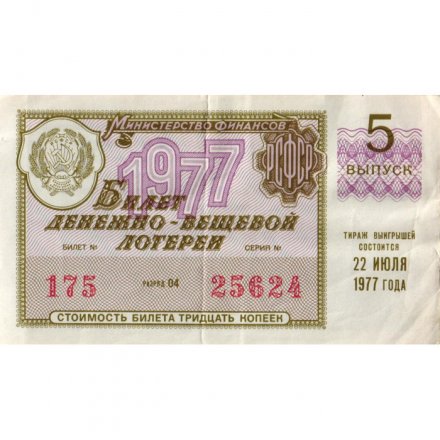 Министерство финансов
1977
РСФСР
Билет
денежно-вещевой
лотереи
БИЛЕТ № СЕРИЯ №
175 РАЗРЯД 04 25624
СТОИМОСТЬ БИЛЕТА ТРИДЦАТЬ КОПЕЕК
5
ВЫПУСК
ТИРАЖ ВЫИГРЫШЕЙ
СОСТОИТСЯ
22 ИЮЛЯ
1977 ГОДА